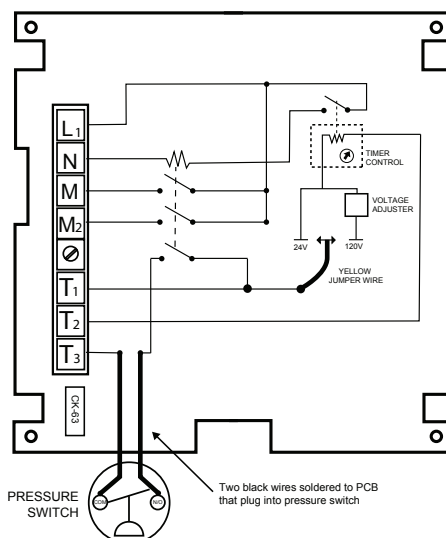 L1
N
M
M2
T1
T2
T3
CK-63
TIMER
CONTROL
VOLTAGE
ADJUSTER
24V
120V
YELLOW
JUMPER WIRE
COM
N/O
PRESSURE
SWITCH
Two black wires soldered to PCB
that plug into pressure switch